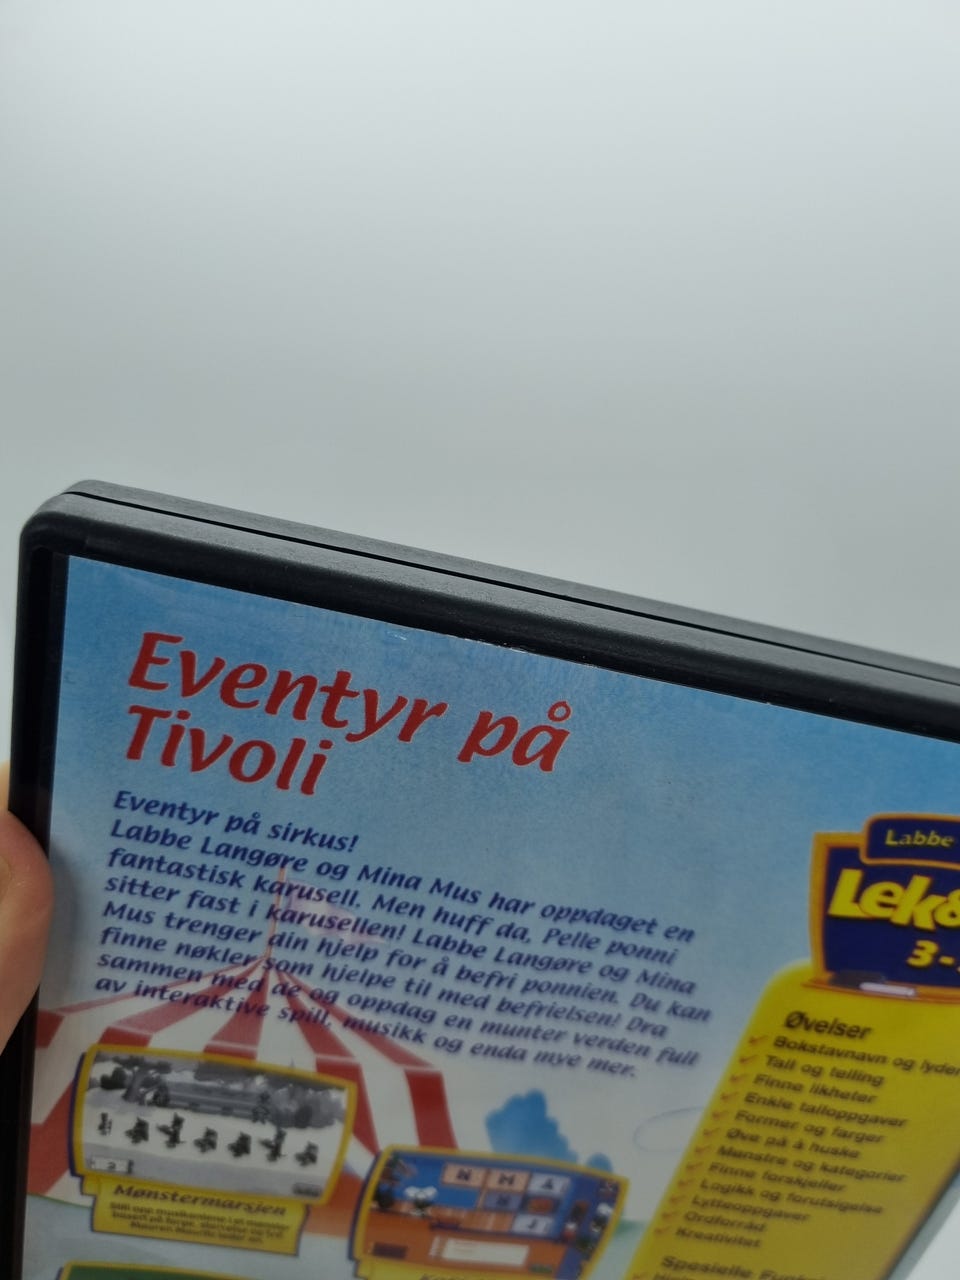 Eventyr på
Tivoli
Eventyr på sirkus!
Labbe Langøre og Mina Mus har oppdaget en
fantastisk karusell. Men huff da, Pelle ponni
sitter fast i karusellen! Labbe Langøre og Mina
Mus trenger din hjelp for å befri ponnien. Du kan
finne nøkler som hjelpe til med befrielsen! Dra
sammen med de og oppdag en munter verden full
av interaktive spill, musikk og enda mye mer.
Labbe
Lek&
3-
Øvelser
Bokstavnavn og lyder
Tall og telling
Finne likheter
Enkle talloppgaver
Former og farger
Øve på å huske
Mønstre og kategorier
Finne forskjeller
Logikk og forutsigelse
Lytteoppgaver
Ordforråd
Kreativitet
Spesielle
Mønstermarsjen
N M A
N
J